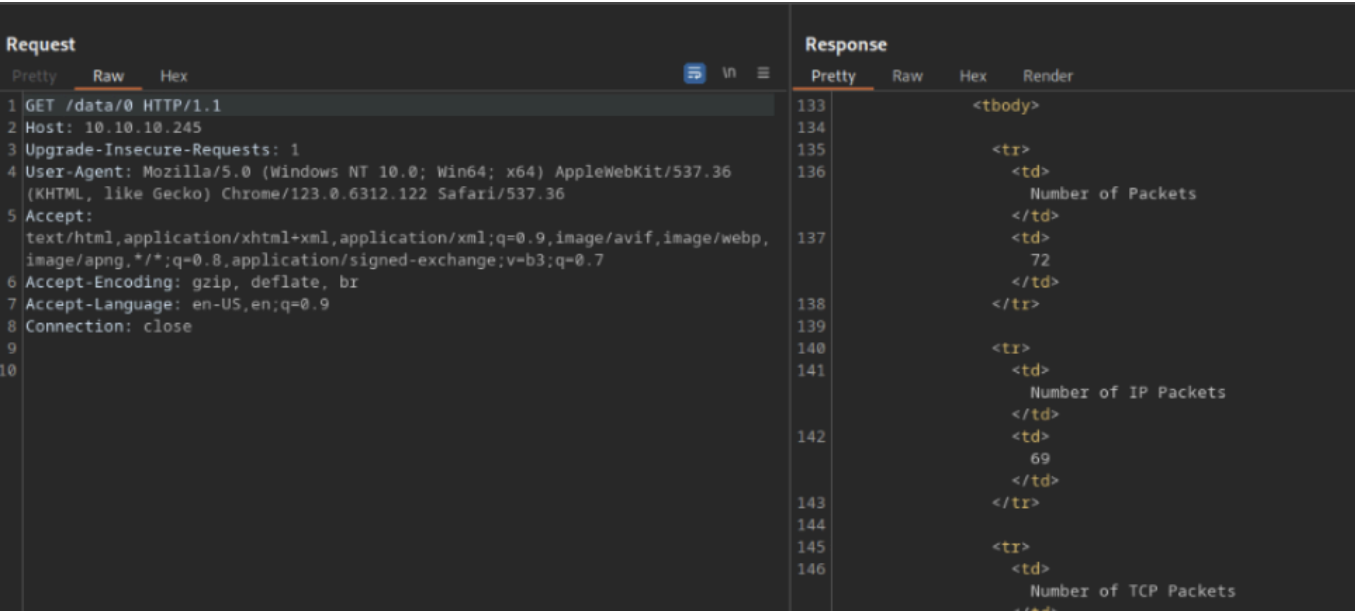 Request
Pretty Raw Hex \n
1 GET /data/0 HTTP/1.1
2 Host: 10.10.10.245
3 Upgrade-Insecure-Requests: 1
4 User-Agent: Mozilla/5.0 (Windows NT 10.0; Win64; x64) AppleWebKit/537.36
(KHTML, like Gecko) Chrome/123.0.6312.122 Safari/537.36
5 Accept:
text/html,application/xhtml+xml,application/xml;q=0.9,image/avif,image/webp,
image/apng,*/*;q=0.8,application/signed-exchange;v=b3;q=0.7
6 Accept-Encoding: gzip, deflate, br
7 Accept-Language: en-US,en;q=0.9
8 Connection: close
9
10
Response
Pretty Raw Hex Render
133 <tbody>
134
135 <tr>
136 <td>
Number of Packets
</td>
137 <td>
72
</td>
138 </tr>
139
140 <tr>
141 <td>
Number of IP Packets
</td>
142 <td>
69
</td>
143 </tr>
144
145 <tr>
146 <td>
Number of TCP Packets
</td>